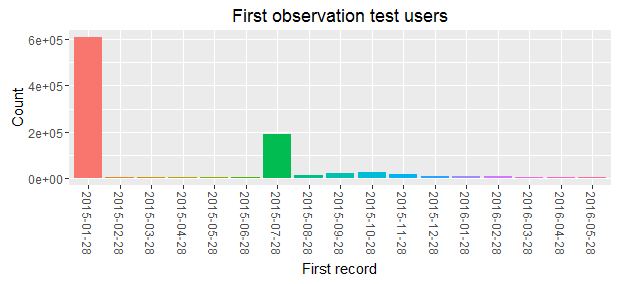 First observation test users
Count
6e+05
4e+05
2e+05
0e+00
2015-01-28
2015-02-28
2015-03-28
2015-04-28
2015-05-28
2015-06-28
2015-07-28
2015-08-28
2015-09-28
2015-10-28
2015-11-28
2015-12-28
2016-01-28
2016-02-28
2016-03-28
2016-04-28
2016-05-28
First record